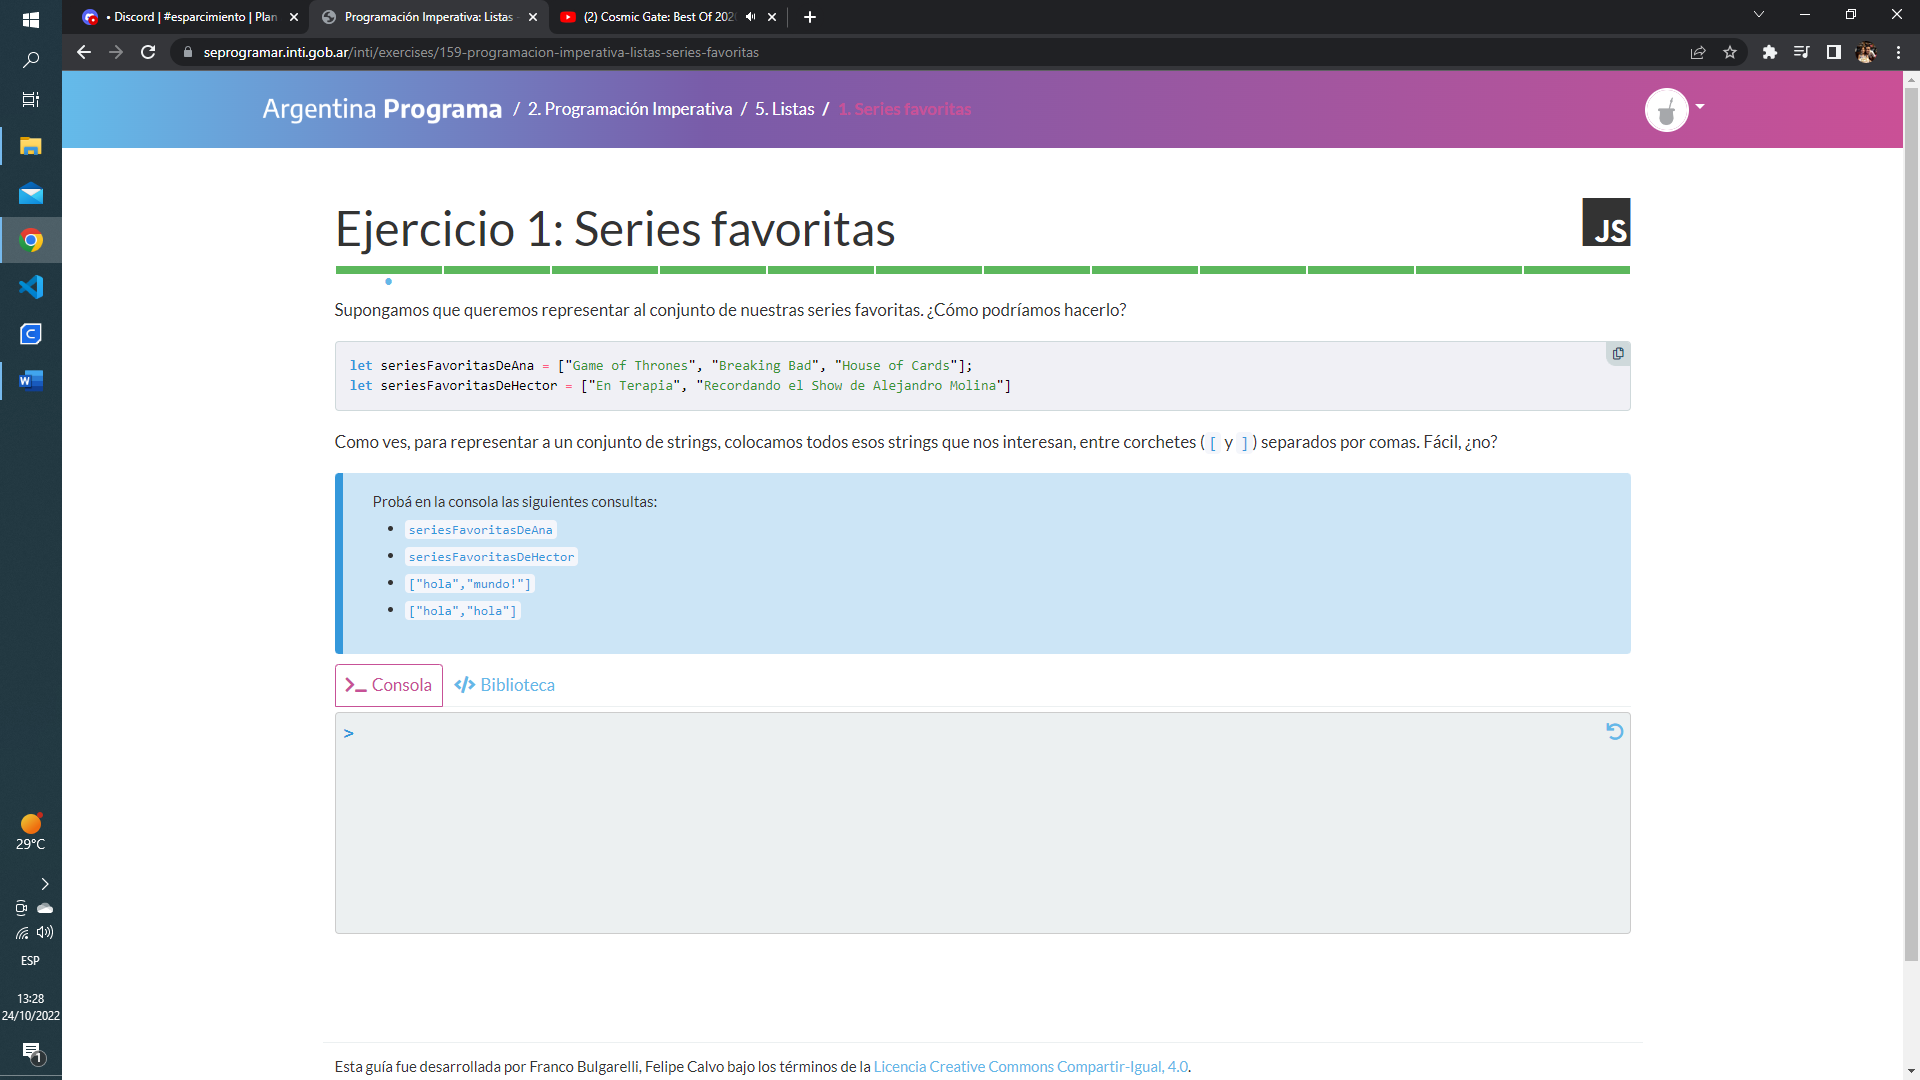 • Discord | #esparcimiento | Plan
Programación Imperativa: Listas -
(2) Cosmic Gate: Best Of 2020
seprogramar.inti.gob.ar/inti/exercises/159-programacion-imperativa-listas-series-favoritas
Argentina Programa / 2. Programación Imperativa / 5. Listas / 1. Series favoritas
Ejercicio 1: Series favoritas
JS
Supongamos que queremos representar al conjunto de nuestras series favoritas. ¿Cómo podríamos hacerlo?
let seriesFavoritasDeAna = ["Game of Thrones", "Breaking Bad", "House of Cards"];
let seriesFavoritasDeHector = ["En Terapia", "Recordando el Show de Alejandro Molina"]
Como ves, para representar a un conjunto de strings, colocamos todos esos strings que nos interesan, entre corchetes ( [ y ] ) separados por comas. Fácil, ¿no?
Probá en la consola las siguientes consultas:
• seriesFavoritasDeAna
• seriesFavoritasDeHector
• ["hola","mundo!"]
• ["hola","hola"]
Consola
Biblioteca
>
29°C
ESP
13:28
24/10/2022
1
Esta guía fue desarrollada por Franco Bulgarelli, Felipe Calvo bajo los términos de la Licencia Creative Commons Compartir-Igual, 4.0.